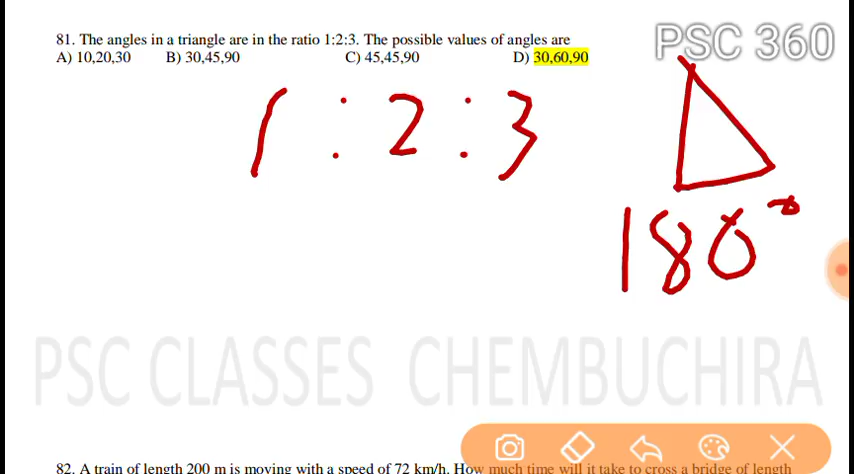 PSC 360
81. The angles in a triangle are in the ratio 1:2:3. The possible values of angles are
A) 10,20,30 B) 30,45,90 C) 45,45,90 D) 30,60,90
1 : 2 : 3
180°
PSC CLASSES CHEMBUCHIRA
82. A train of length 200 m is moving with a speed of 72 km/h. How much time will it take to cross a bridge of length